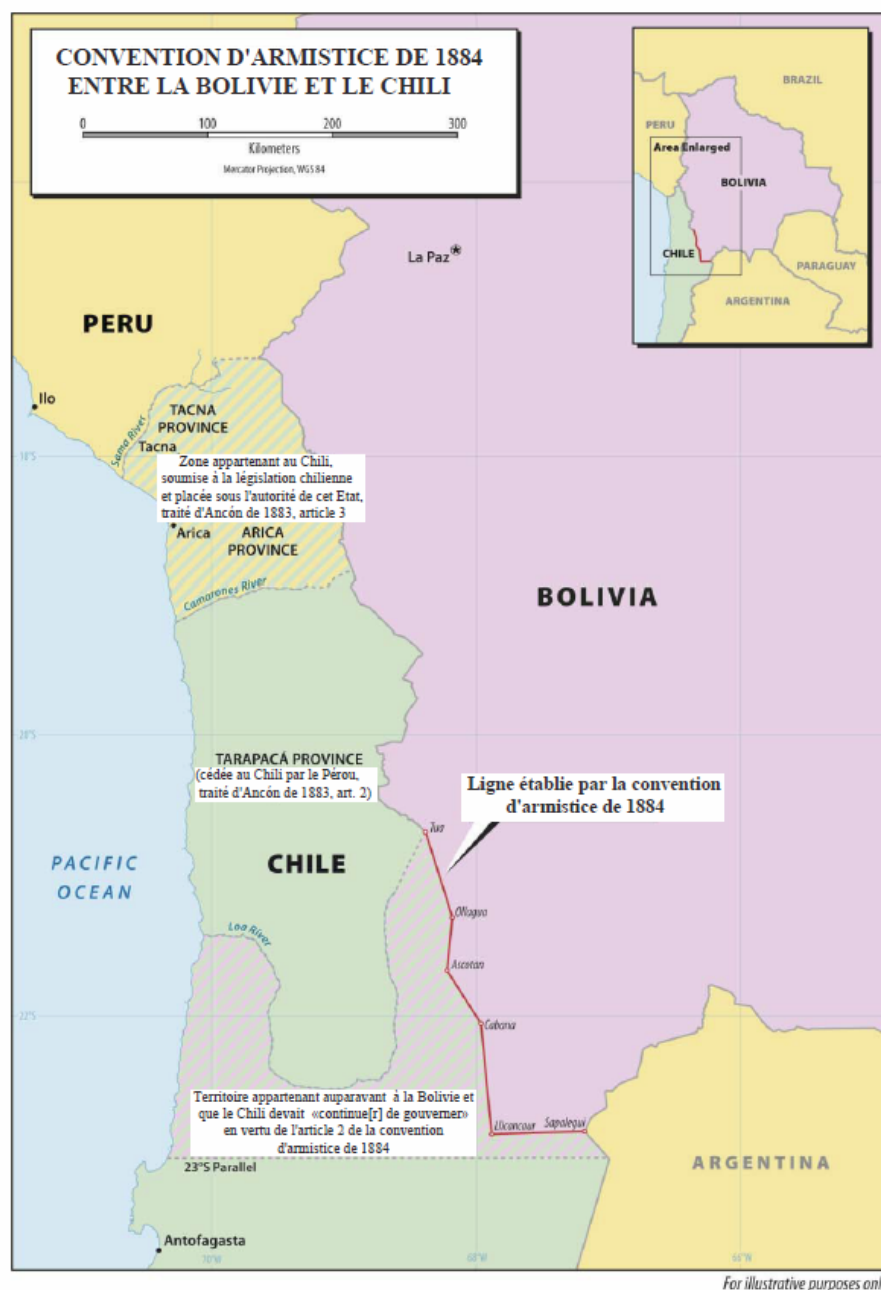 CONVENTION D'ARMISTICE DE 1884
ENTRE LA BOLIVIE ET LE CHILI
0 100 200 300
Kilometers
Mercator Projection, WGS 84
BRAZIL
PERU
Area Enlarged
BOLIVIA
CHILE
PARAGUAY
ARGENTINA
La Paz
PERU
Ilo
Sama River
TACNA
PROVINCE
Tacna
18°S
Zone appartenant au Chili,
soumise à la législation chilienne
et placée sous l'autorité de cet Etat,
traité d'Ancón de 1883, article 3
Arica
ARICA
PROVINCE
Camarones River
BOLIVIA
TARAPACÁ PROVINCE
(cédée au Chili par le Pérou,
traité d'Ancón de 1883, art. 2)
Ligne établie par la convention
d'armistice de 1884
PACIFIC
OCEAN
CHILE
Ollagua
Loa River
Ascotan
22°S
Cabana
Territoire appartenant auparavant à la Bolivie et
que le Chili devait «continue[r] de gouverner»
en vertu de l'article 2 de la convention
d'armistice de 1884
Llicancour
Sapalegui
23°S Parallel
ARGENTINA
Antofagasta
70°W
68°W
66°W
For illustrative purposes